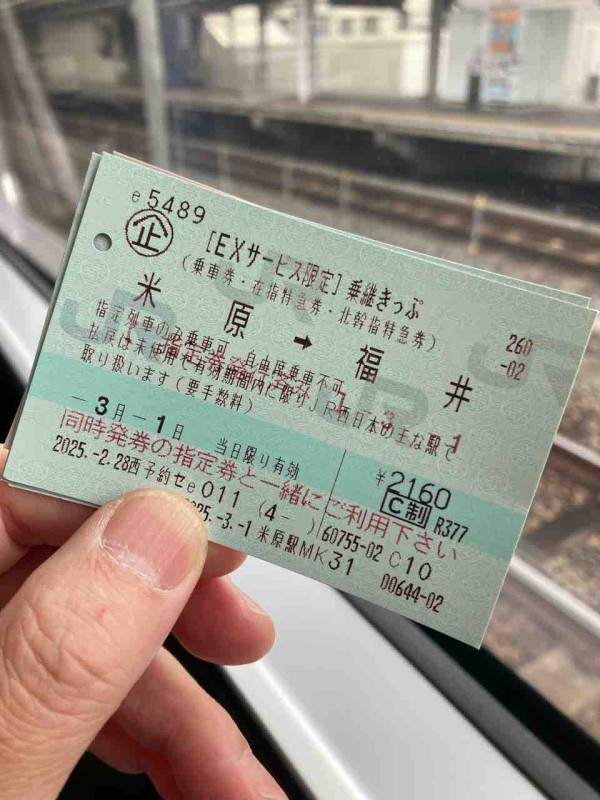 e5489
企
[EXサービス限定]乗継きっぷ
(乗車券・在指特急券・北幹指特急券)
260
-02
米原→福井
指定列車のみ乗車可 自由席乗車不可
払戻は未使用で有効期間内に限りJR西日本の主な駅で
取り扱います(要手数料)
-3月-1日 当日限り有効
¥2160
C制 R377
同時発券の指定券と一緒にご利用下さい
2025.-2.28西予約セe011(4- )60755-02 C10
-3.-1 米原駅MK31 00644-02